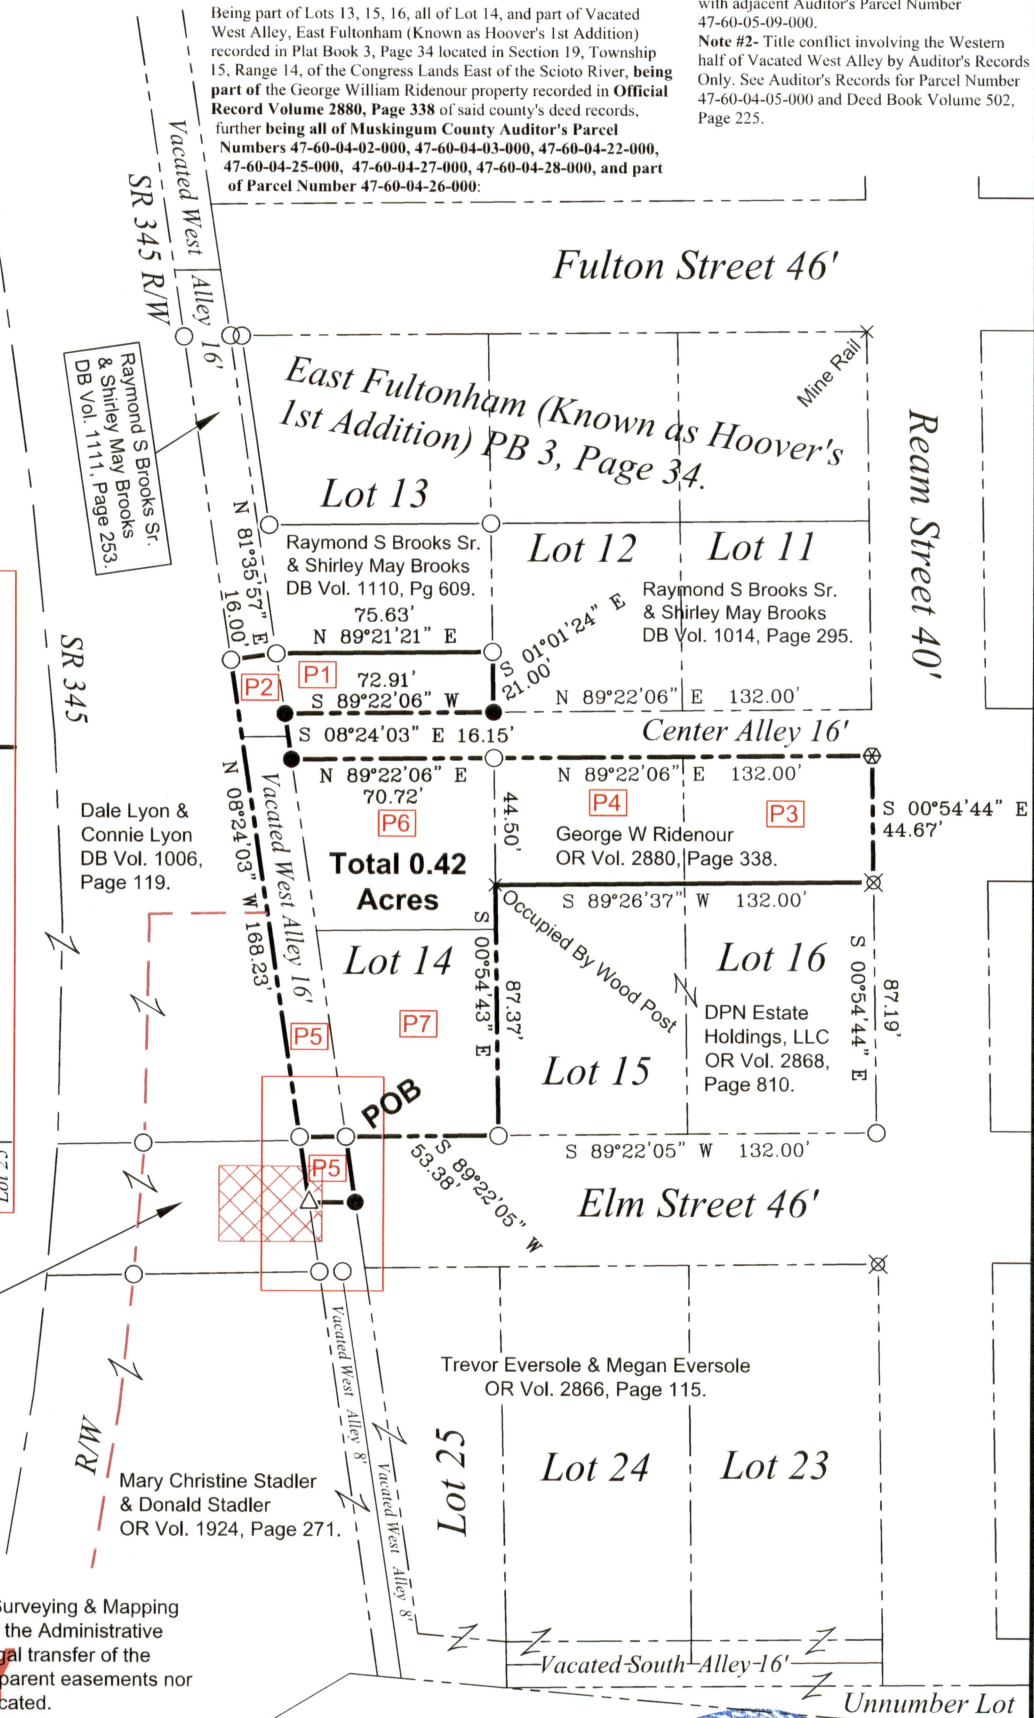 Being part of Lots 13, 15, 16, all of Lot 14, and part of Vacated
West Alley, East Fultonham (Known as Hoover's 1st Addition)
recorded in Plat Book 3, Page 34 located in Section 19, Township
15, Range 14, of the Congress Lands East of the Scioto River, being
part of the George William Ridenour property recorded in Official
Record Volume 2880, Page 338 of said county's deed records,
further being all of Muskingum County Auditor's Parcel
Numbers 47-60-04-02-000, 47-60-04-03-000, 47-60-04-22-000,
47-60-04-25-000, 47-60-04-27-000, 47-60-04-28-000, and part
of Parcel Number 47-60-04-26-000:
with adjacent Auditor's Parcel Number
47-60-05-09-000.
Note #2- Title conflict involving the Western
half of Vacated West Alley by Auditor's Records
Only. See Auditor's Records for Parcel Number
47-60-04-05-000 and Deed Book Volume 502,
Page 225.
Vacated West Alley 16'
SR 345 R/W
Fulton Street 46'
Mine Rail
East Fultonham (Known as Hoover's
1st Addition) PB 3, Page 34.
Ream Street 40'
Raymond S Brooks Sr.
& Shirley May Brooks
DB Vol. 1111, Page 253.
Lot 13
Lot 12
Lot 11
Raymond S Brooks Sr.
& Shirley May Brooks
DB Vol. 1110, Pg 609.
75.63'
N 89°21'21" E
Raymond S Brooks Sr.
& Shirley May Brooks
DB Vol. 1014, Page 295.
N 81°35'57" E
16.00'
S 01°01'24" E
21.00'
SR 345
P1
P2
72.91'
S 89°22'06" W
N 89°22'06" E 132.00'
S 08°24'03" E 16.15'
Center Alley 16'
N 89°22'06" E
70.72'
N 89°22'06" E 132.00'
P6
P4
P3
44.50'
S 00°54'44" E
44.67'
George W Ridenour
OR Vol. 2880, Page 338.
Dale Lyon &
Connie Lyon
DB Vol. 1006,
Page 119.
N 08°24'03" W 168.23'
Vacated West Alley 16'
Total 0.42
Acres
S 89°26'37" W 132.00'
Occupied By Wood Post
Lot 14
S 00°54'43" E
87.37'
Lot 16
S 00°54'44" E
87.19'
P5
P7
DPN Estate
Holdings, LLC
OR Vol. 2868,
Page 810.
Lot 15
POB
P5
S 89°22'05" W
53.38'
S 89°22'05" W 132.00'
Elm Street 46'
Vacated West Alley 8'
Vacated West Alley 8'
Trevor Eversole & Megan Eversole
OR Vol. 2866, Page 115.
R/W
Lot 25
Lot 24
Lot 23
Mary Christine Stadler
& Donald Stadler
OR Vol. 1924, Page 271.
Surveying & Mapping
the Administrative
gal transfer of the
parent easements nor
cated.
Vacated South Alley 16'
Unnumber Lot